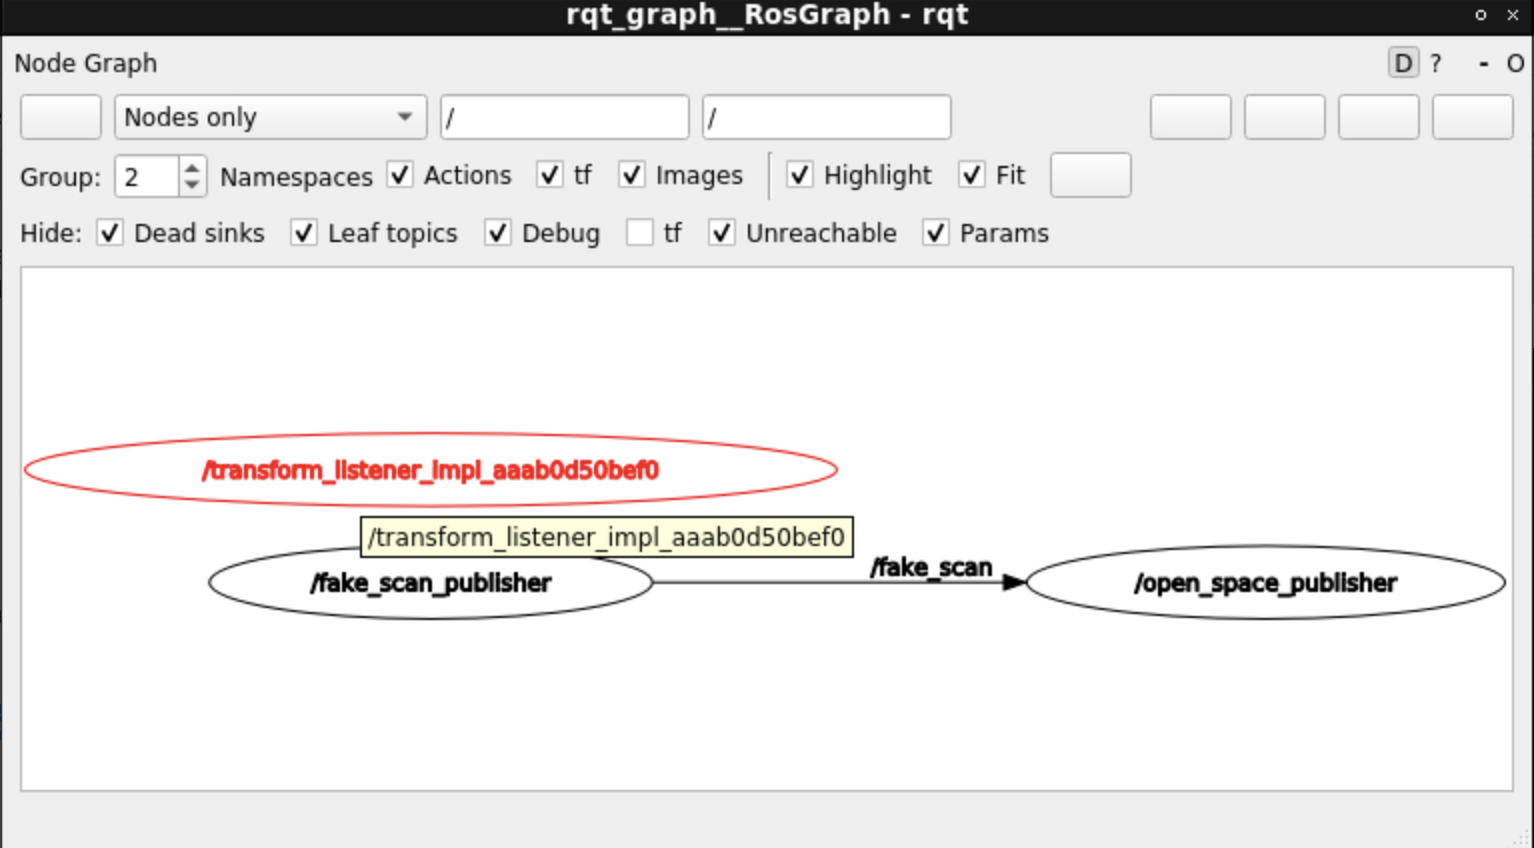 rqt_graph__RosGraph - rqt
Node Graph D ? - O
Nodes only / /
Group: 2 Namespaces Actions tf Images Highlight Fit
Hide: Dead sinks Leaf topics Debug tf Unreachable Params
/transform_listener_impl_aaab0d50bef0
/transform_listener_impl_aaab0d50bef0
/fake_scan
/fake_scan_publisher /open_space_publisher